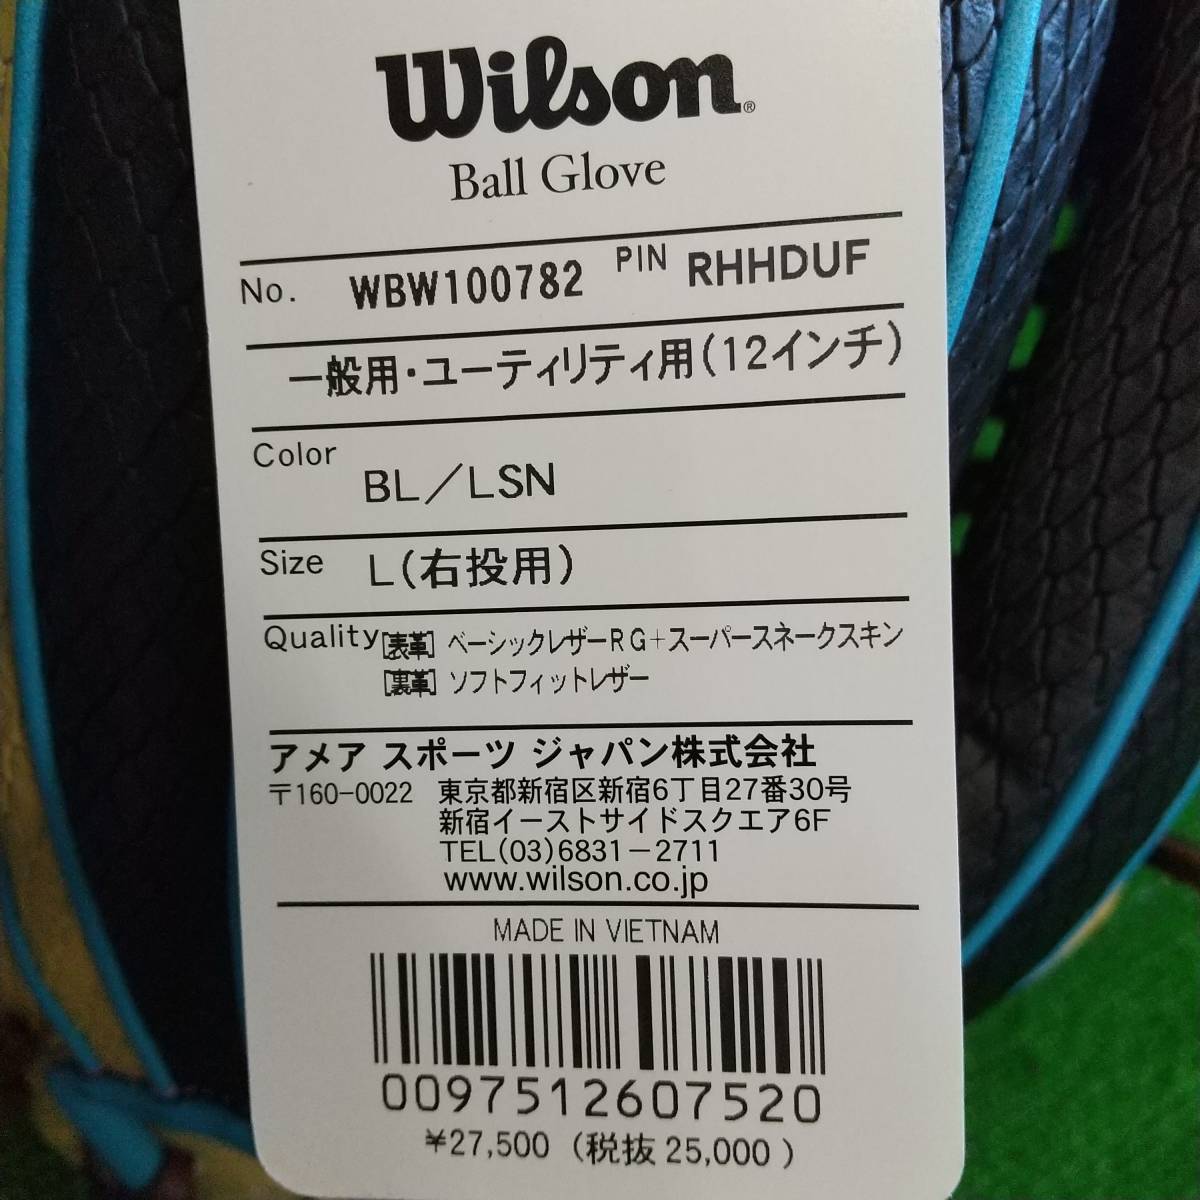 Wilson®
Ball Glove
No. WBW100782 PIN RHHDUF
一般用・ユーティリティ用(12インチ)
Color BL/LSN
Size L(右投用)
Quality [表革] ベーシックレザーRG+スーパースネークスキン
[裏革] ソフトフィットレザー
アメア スポーツ ジャパン株式会社
〒160-0022 東京都新宿区新宿6丁目27番30号
新宿イーストサイドスクエア6F
TEL(03)6831-2711
www.wilson.co.jp
MADE IN VIETNAM
0097512607520
¥27,500 (税抜25,000)